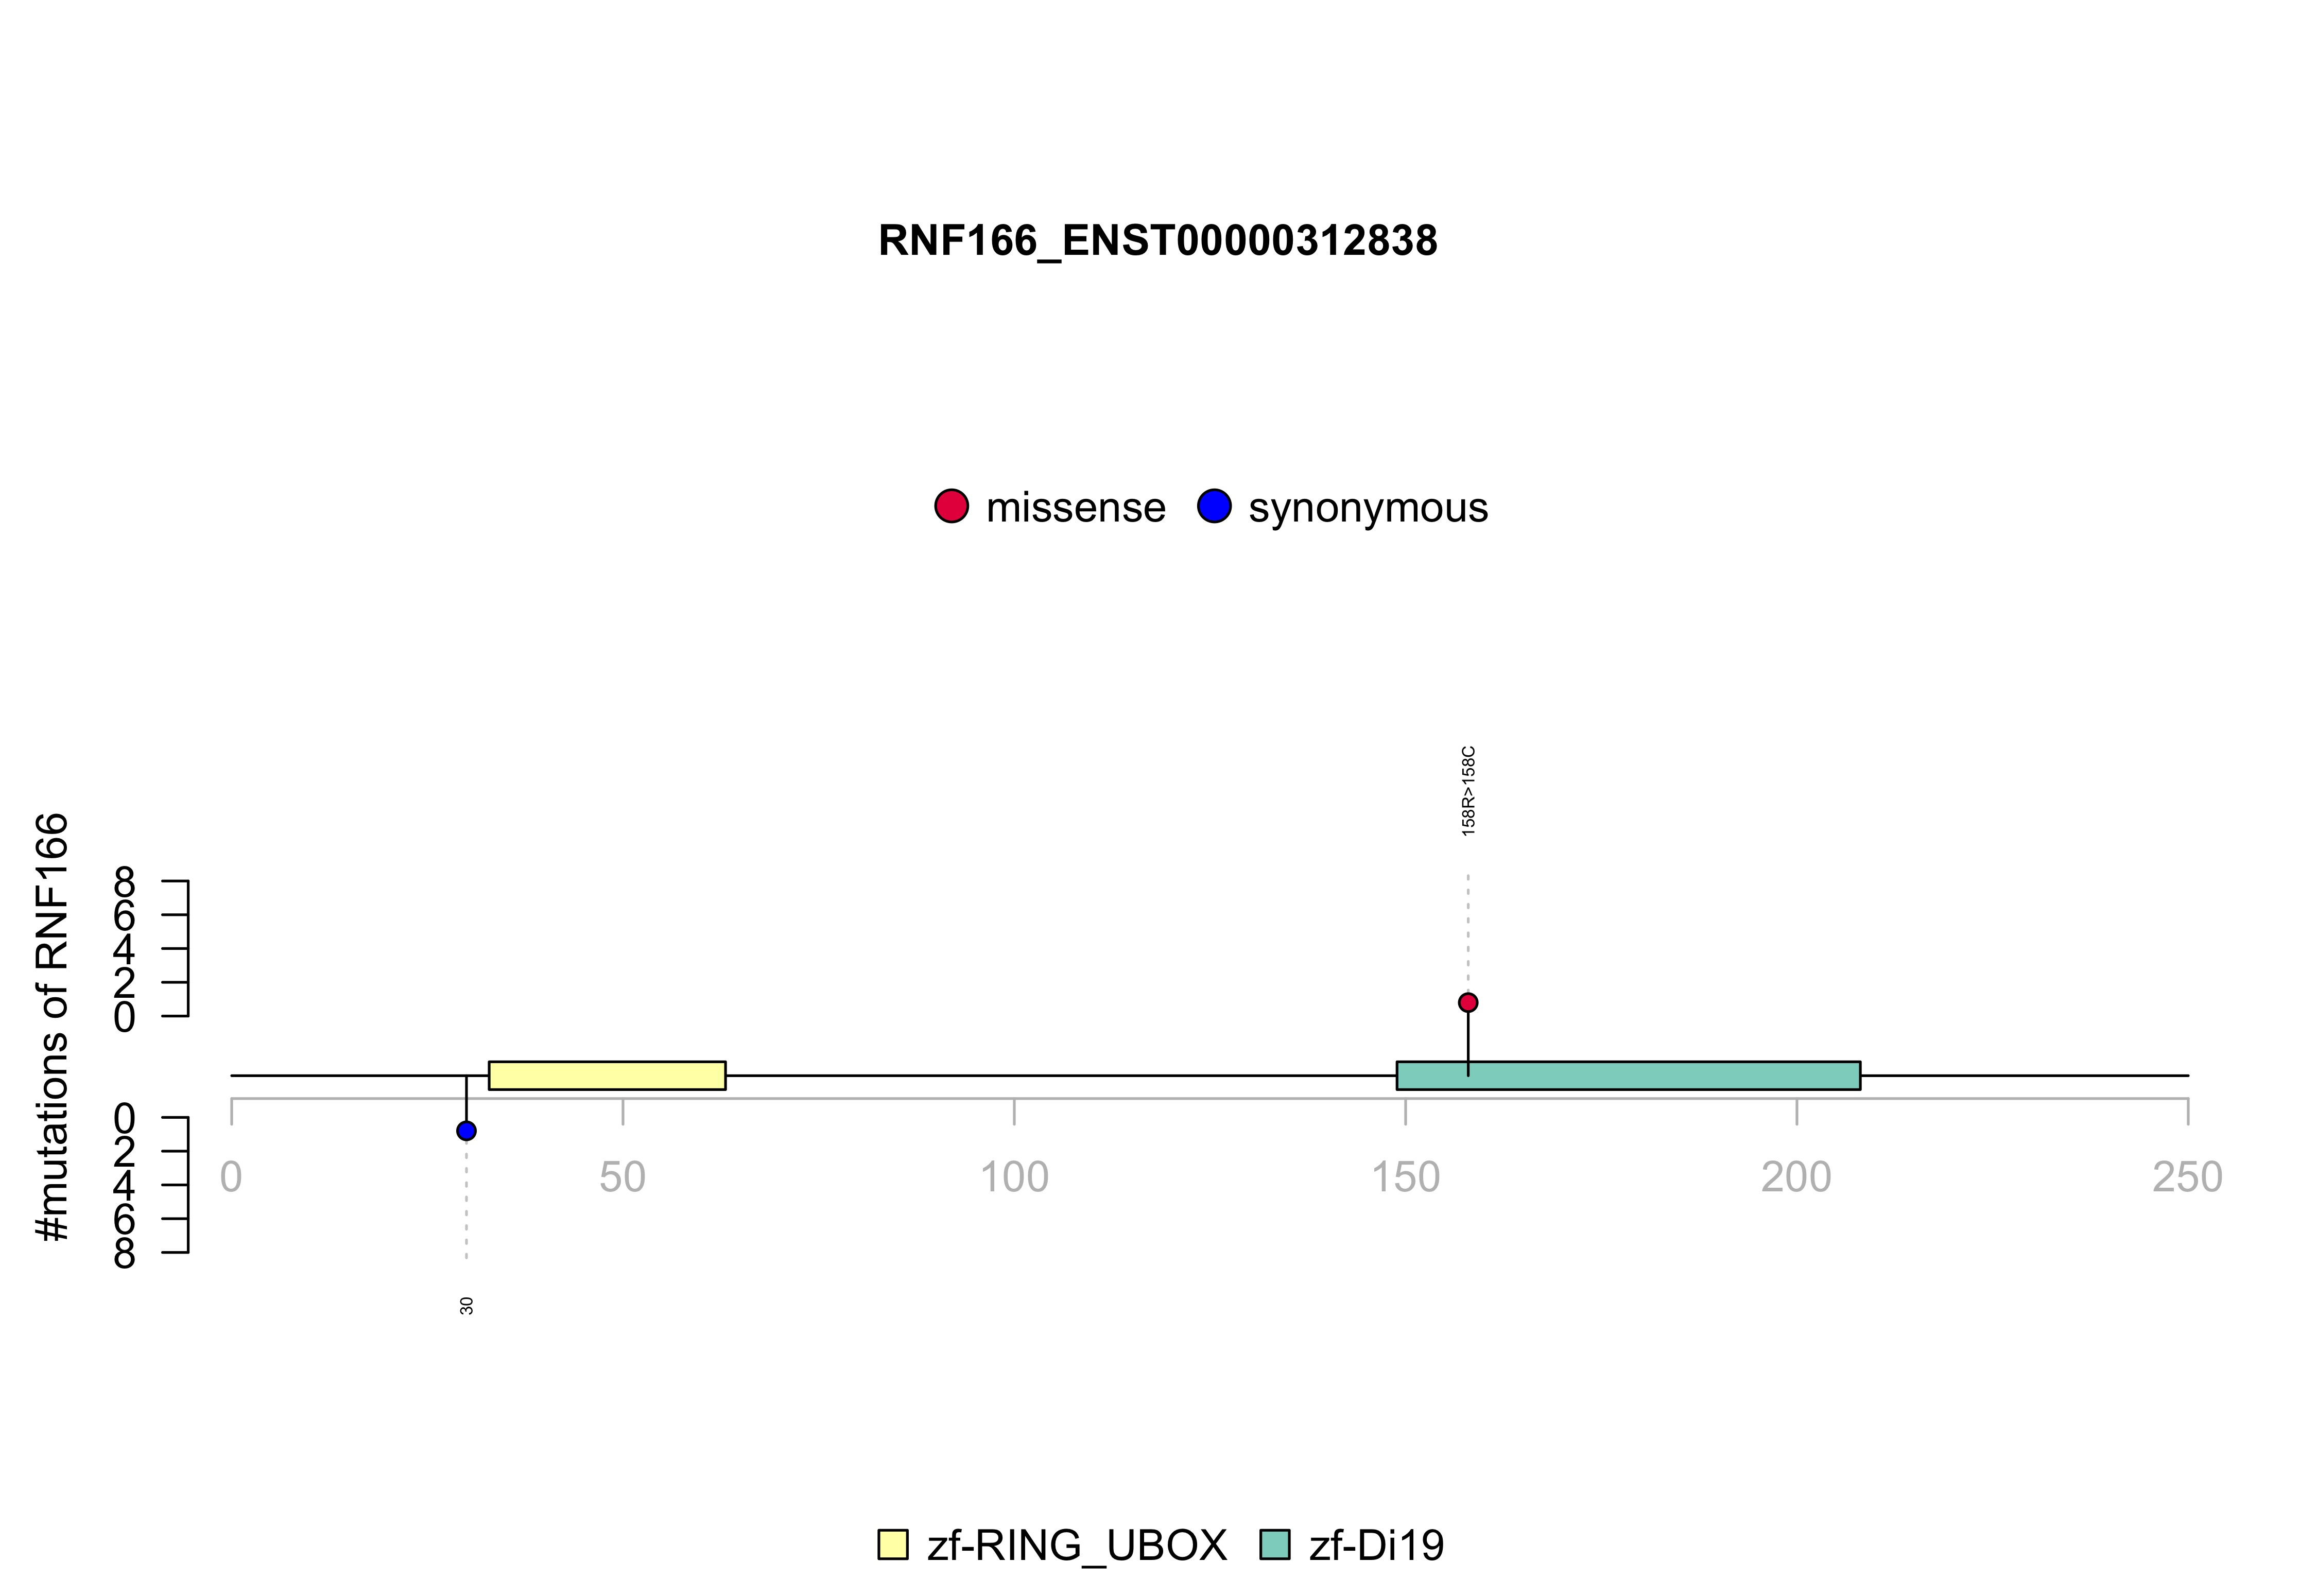 RNF166_ENST00000312838
missense synonymous
158R>158C
#mutations of RNF166
8
6
4
2
0
0
2
4
6
8
0 50 100 150 200 250
30
zf-RING_UBOX zf-Di19